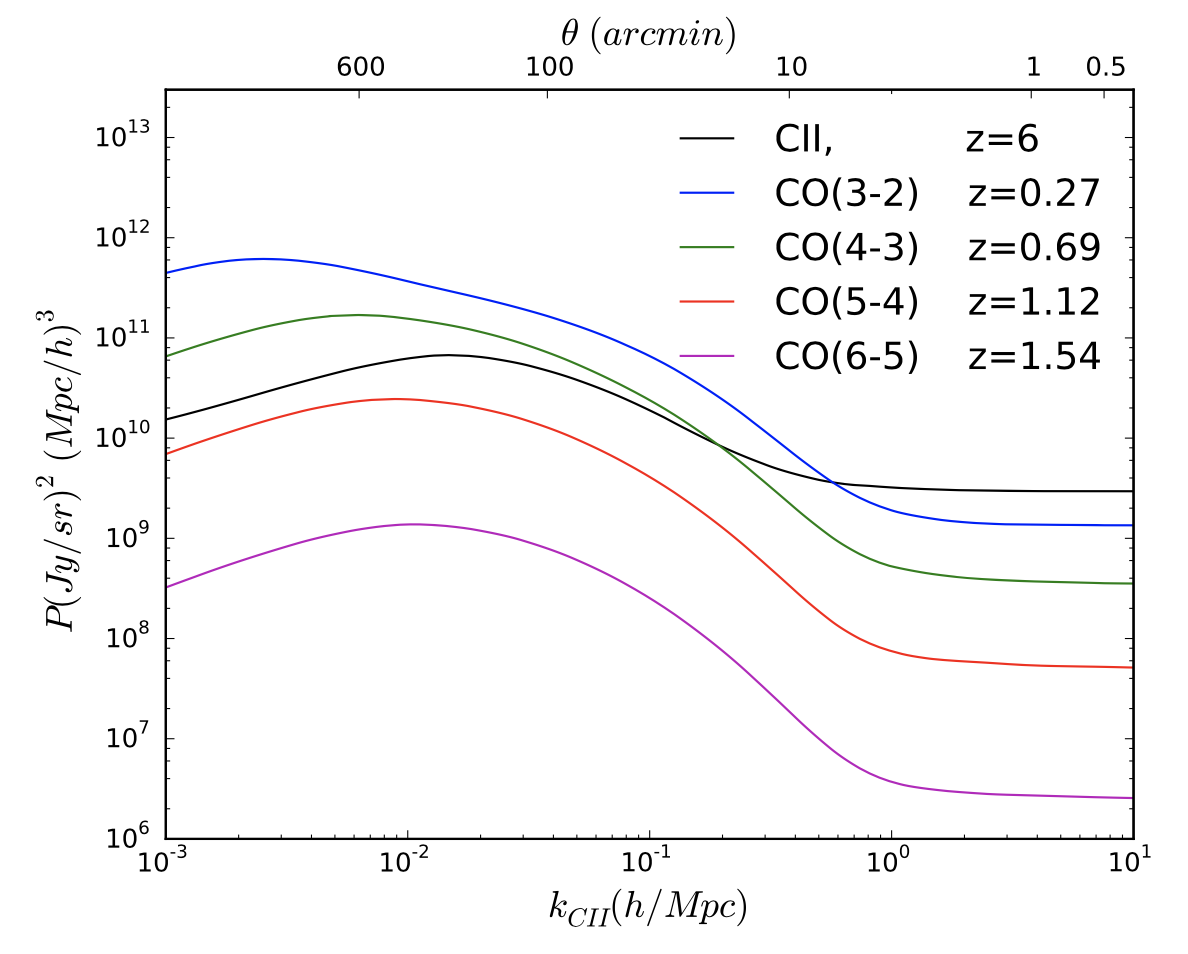 θ (arcmin)
600 100 10 1 0.5
10^13
10^12
10^11
10^10
10^9
10^8
10^7
10^6
P(Jy/sr)^2 (Mpc/h)^3
CII, z=6
CO(3-2) z=0.27
CO(4-3) z=0.69
CO(5-4) z=1.12
CO(6-5) z=1.54
10^-3 10^-2 10^-1 10^0 10^1
k_CII(h/Mpc)